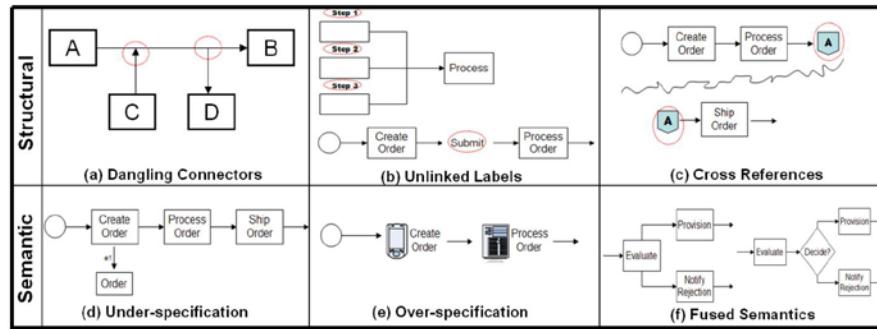 Structural
A
B
C
D
(a) Dangling Connectors
Step 1
Step 2
Step 3
Process
Create
Order
Submit
Process
Order
(b) Unlinked Labels
Create
Order
Process
Order
A
A
Ship
Order
(c) Cross References
Semantic
Create
Order
Process
Order
Ship
Order
e1
Order
(d) Under-specification
Create
Order
Process
Order
(e) Over-specification
Evaluate
Provision
Notify
Rejection
Evaluate
Decide?
Provision
Notify
Rejection
(f) Fused Semantics